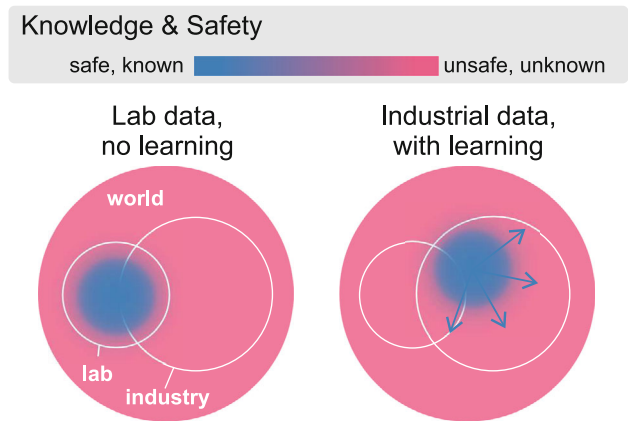 Knowledge & Safety
safe, known
unsafe, unknown
Lab data,
no learning
Industrial data,
with learning
world
lab
industry